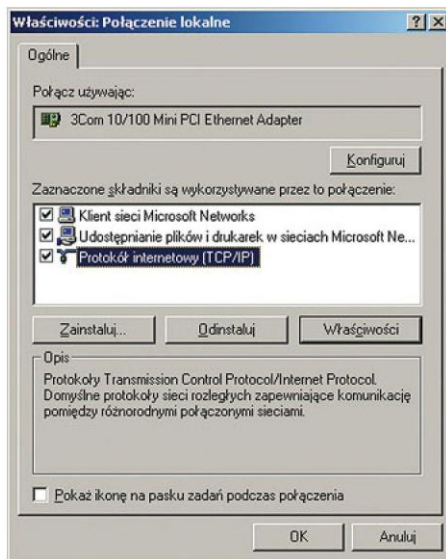 Właściwości: Połączenie lokalne
Ogólne
Połącz używając:
3Com 10/100 Mini PCI Ethernet Adapter
Konfiguruj
Zaznaczone składniki są wykorzystywane przez to połączenie:
Klient sieci Microsoft Networks
Udostępnianie plików i drukarek w sieciach Microsoft Ne...
Protokół internetowy (TCP/IP)
Zainstaluj... Odinstaluj Właściwości
Opis
Protokoły Transmission Control Protocol/Internet Protocol.
Domyślne protokoły sieci rozległych zapewniające komunikację
pomiędzy różnorodnymi połączonymi sieciami.
Pokaż ikonę na pasku zadań podczas połączenia
OK Anuluj